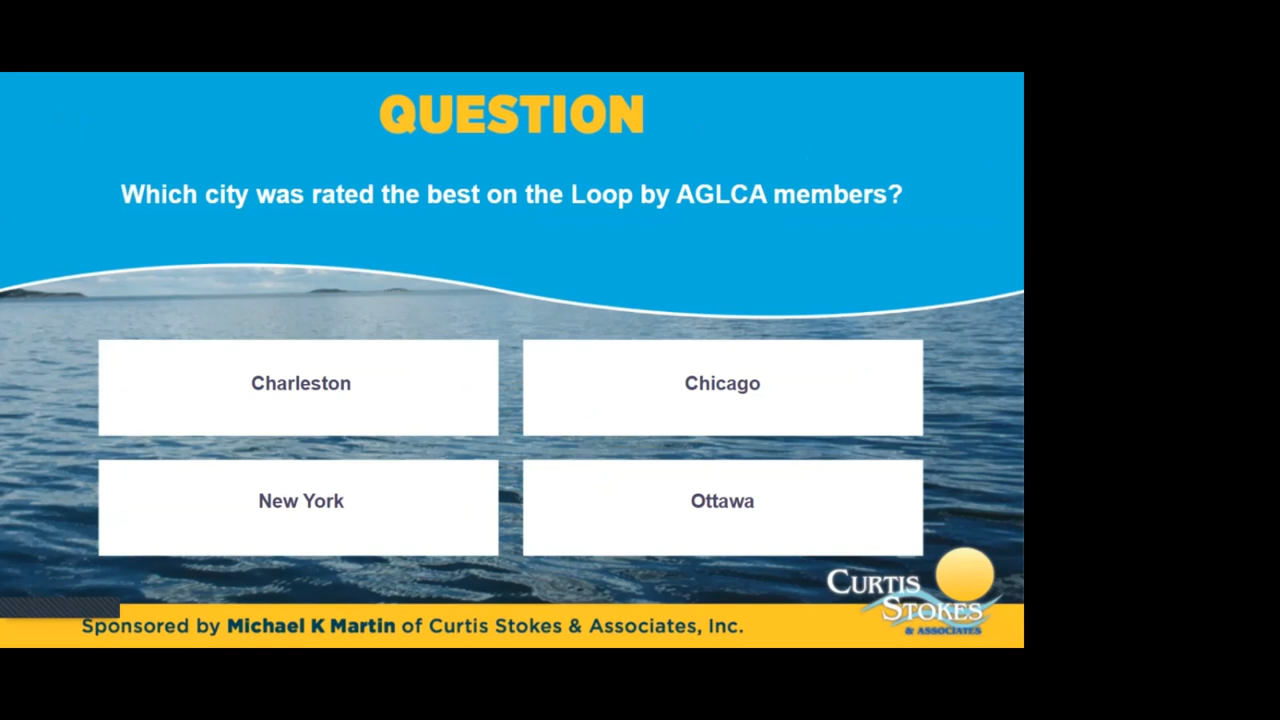 QUESTION
Which city was rated the best on the Loop by AGLCA members?
Charleston
Chicago
New York
Ottawa
Sponsored by Michael K Martin of Curtis Stokes & Associates, Inc.
CURTIS
STOKES
& ASSOCIATES